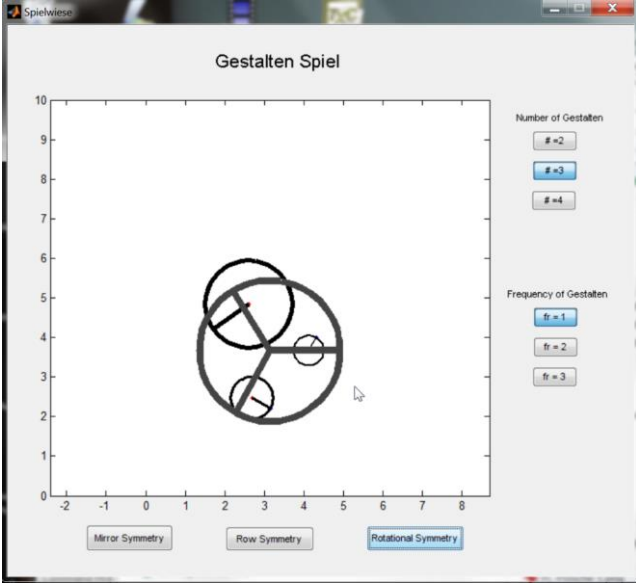 Spielwiese
Gestalten Spiel
10
9
8
7
6
5
4
3
2
1
0
-2 -1 0 1 2 3 4 5 6 7 8
Number of Gestalten
# =2
# =3
# =4
Frequency of Gestalten
fr = 1
fr = 2
fr = 3
Mirror Symmetry Row Symmetry Rotational Symmetry